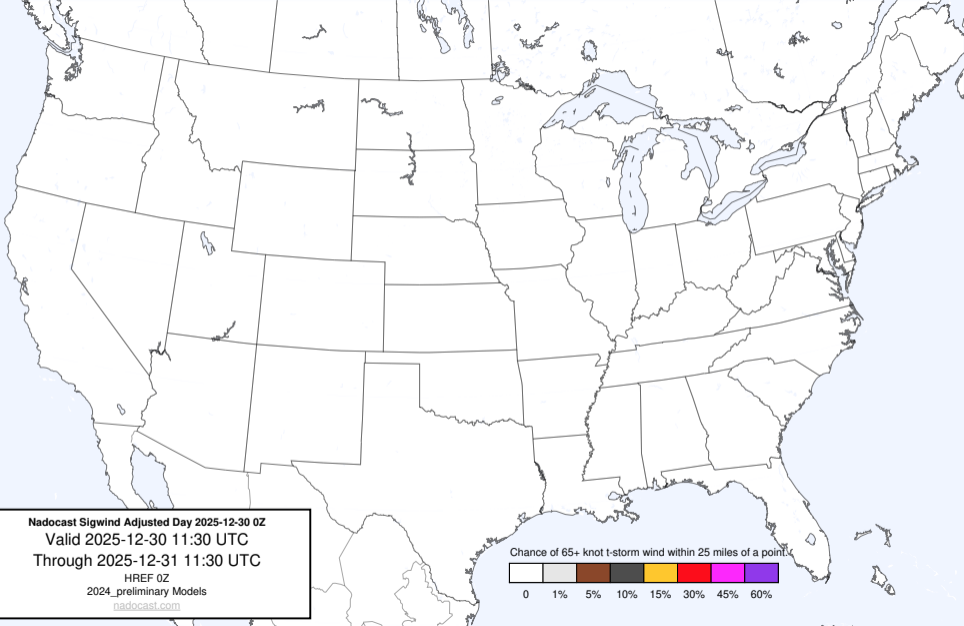 Nadocast Sigwind Adjusted Day 2025-12-30 0Z
Valid 2025-12-30 11:30 UTC
Through 2025-12-31 11:30 UTC
HREF 0Z
2024_preliminary Models
nadocast.com
Chance of 65+ knot t-storm wind within 25 miles of a point.
0 1% 5% 10% 15% 30% 45% 60%